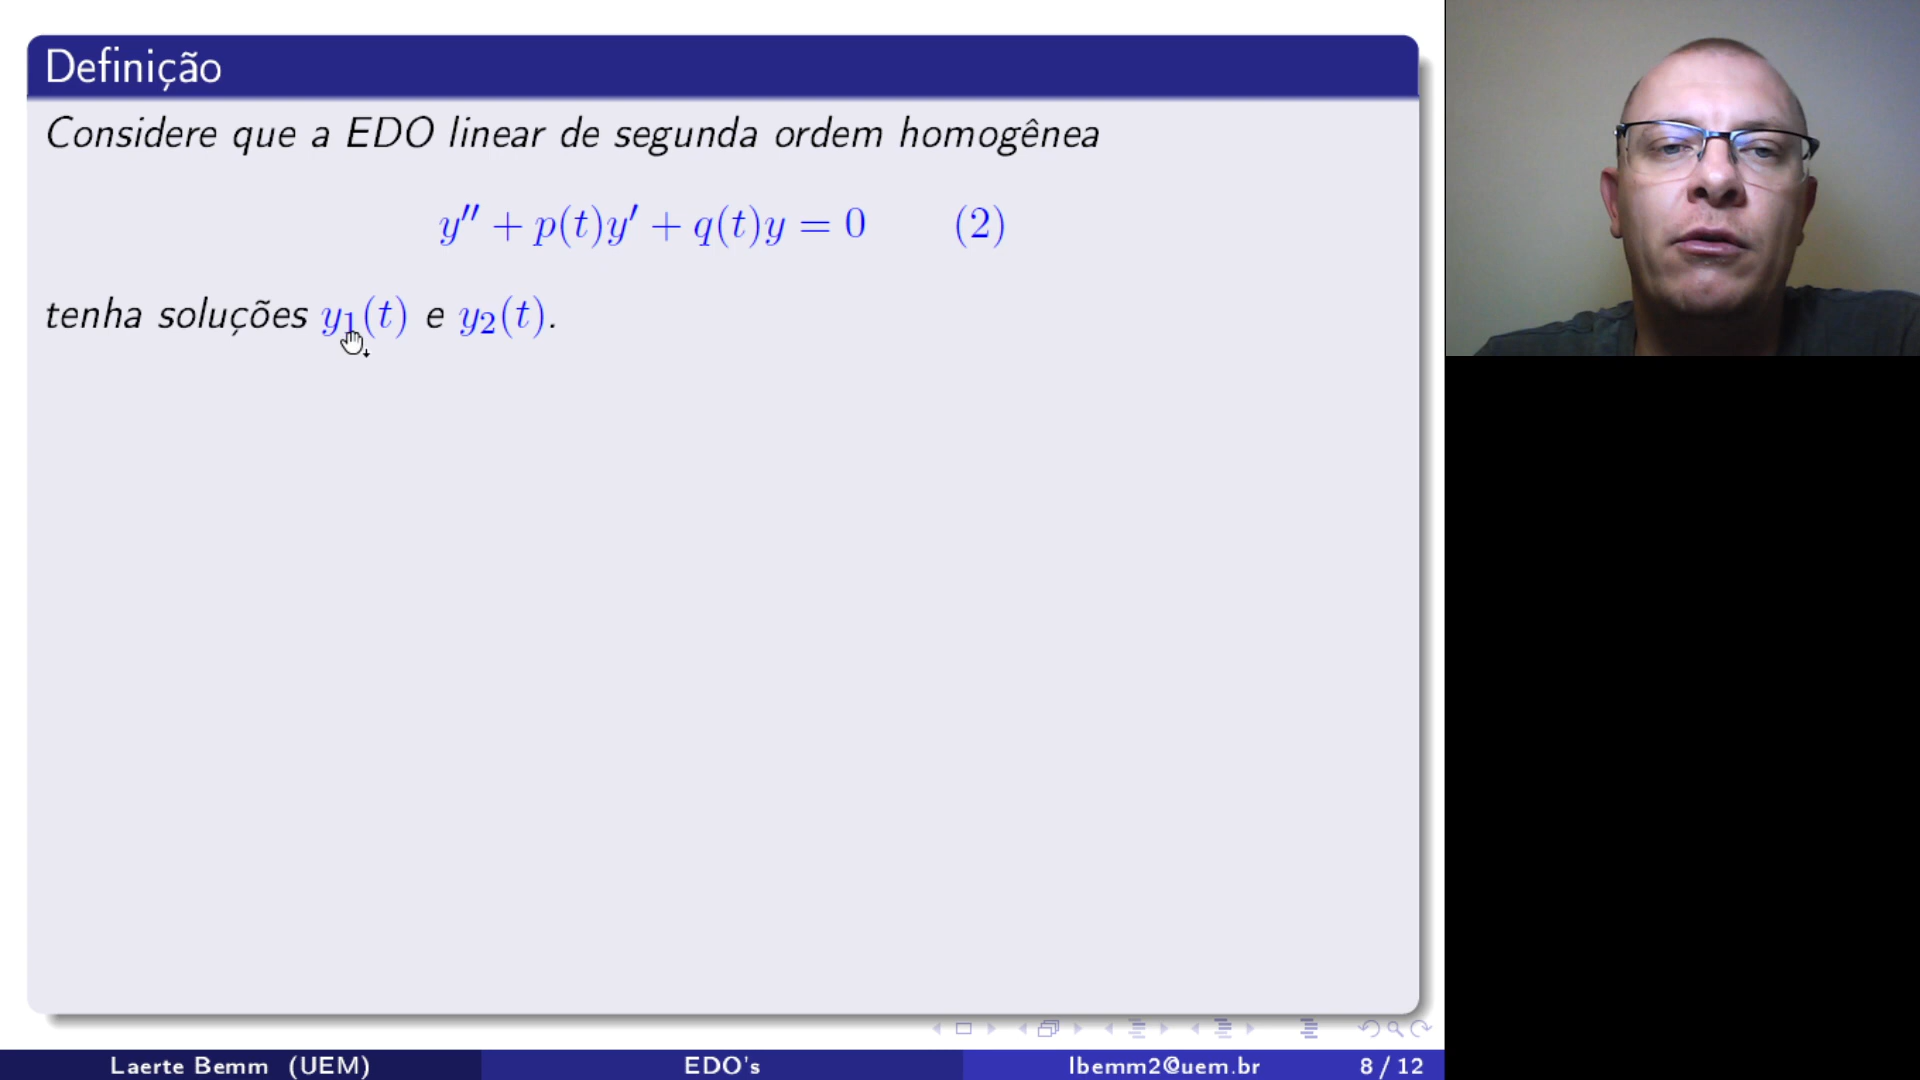 Definição
Considere que a EDO linear de segunda ordem homogênea
y″ + p(t)y′ + q(t)y = 0 (2)
tenha soluções y₁(t) e y₂(t).
Laerte Bemm (UEM) EDO's lbemm2@uem.br 8 / 12